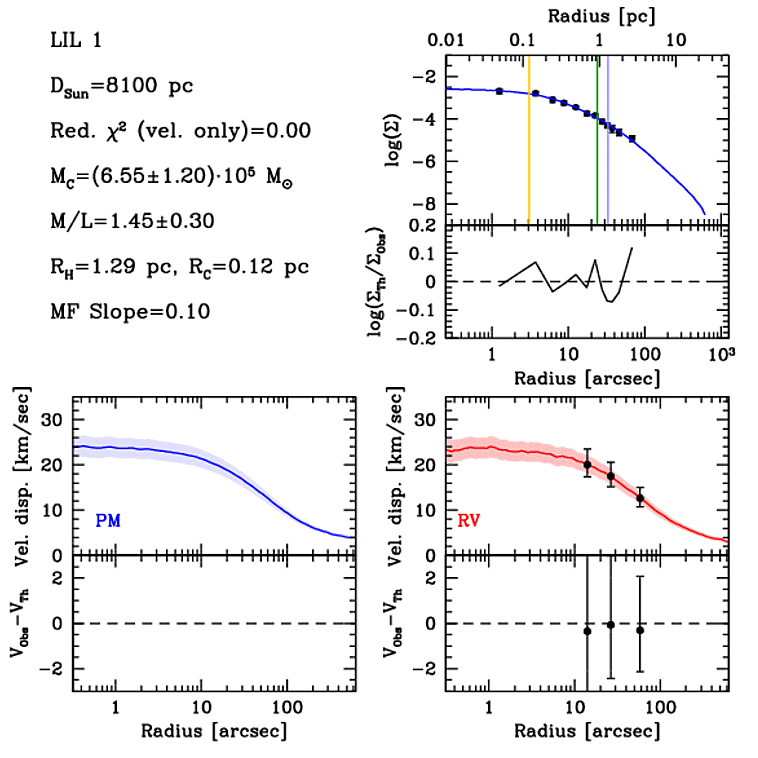 LIL 1
D_Sun=8100 pc
Red. χ² (vel. only)=0.00
M_C=(6.55±1.20)·10⁵ M_⊙
M/L=1.45±0.30
R_H=1.29 pc, R_C=0.12 pc
MF Slope=0.10
Radius [pc]
0.01 0.1 1 10
log(Σ)
−2
−4
−6
−8
log(Σ_Th/Σ_Obs)
0.2
0.1
0
−0.1
−0.2
1 10 100 10³
Radius [arcsec]
Vel. disp. [km/sec]
30
20
10
0
PM
V_Obs−V_Th
2
0
−2
1 10 100
Radius [arcsec]
Vel. disp. [km/sec]
30
20
10
0
RV
V_Obs−V_Th
2
0
−2
1 10 100
Radius [arcsec]